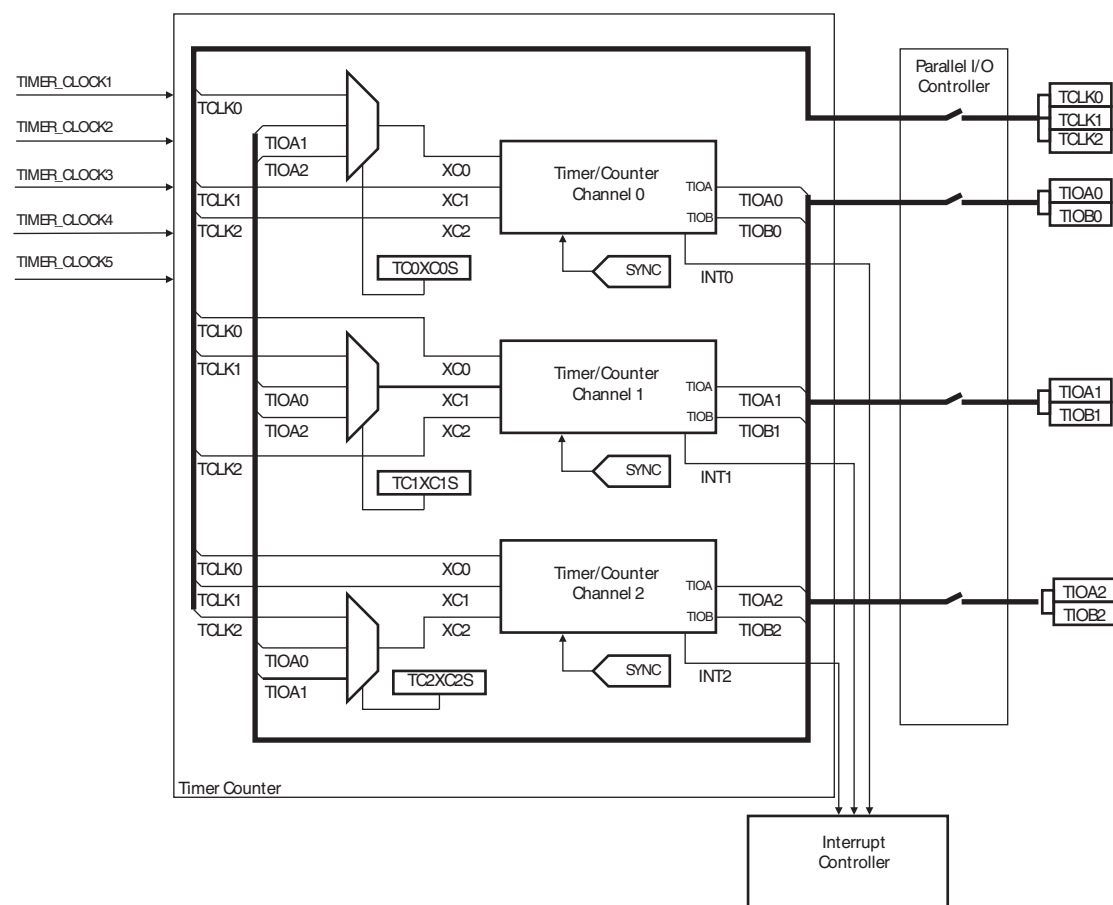 TIMER_CLOCK1
TIMER_CLOCK2
TIMER_CLOCK3
TIMER_CLOCK4
TIMER_CLOCK5
TCLK0
TIOA1
TIOA2
TCLK1
TCLK2
XC0
XC1
XC2
TC0XC0S
Timer/Counter
Channel 0
TIOA
TIOB
TIOA0
TIOB0
SYNC
INT0
TCLK0
TCLK1
TIOA0
TIOA2
TCLK2
XC0
XC1
XC2
TC1XC1S
Timer/Counter
Channel 1
TIOA
TIOB
TIOA1
TIOB1
SYNC
INT1
TCLK0
TCLK1
TCLK2
TIOA0
TIOA1
XC0
XC1
XC2
TC2XC2S
Timer/Counter
Channel 2
TIOA
TIOB
TIOA2
TIOB2
SYNC
INT2
Timer Counter
Parallel I/O
Controller
TCLK0
TCLK1
TCLK2
TIOA0
TIOB0
TIOA1
TIOB1
TIOA2
TIOB2
Interrupt
Controller